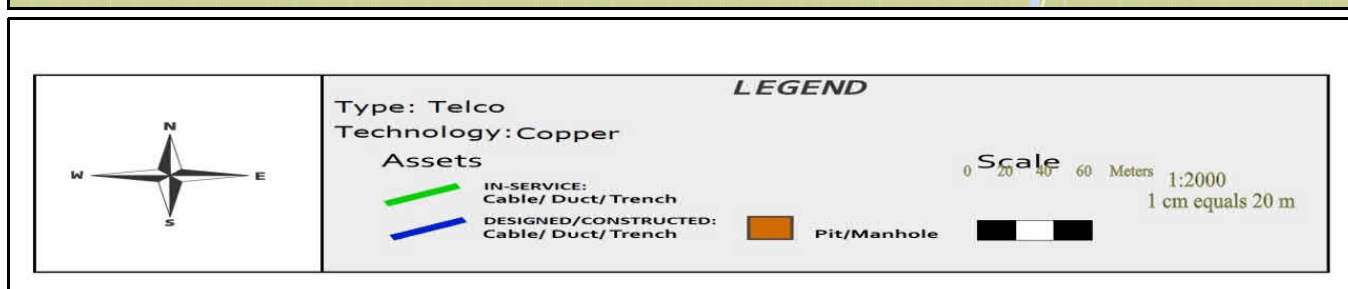 LEGEND
Type: Telco
Technology: Copper
Assets
Scale
0 20 40 60 Meters
1:2000
1 cm equals 20 m
N
W E
S
IN-SERVICE:
Cable/ Duct/ Trench
DESIGNED/CONSTRUCTED:
Cable/ Duct/ Trench
Pit/Manhole